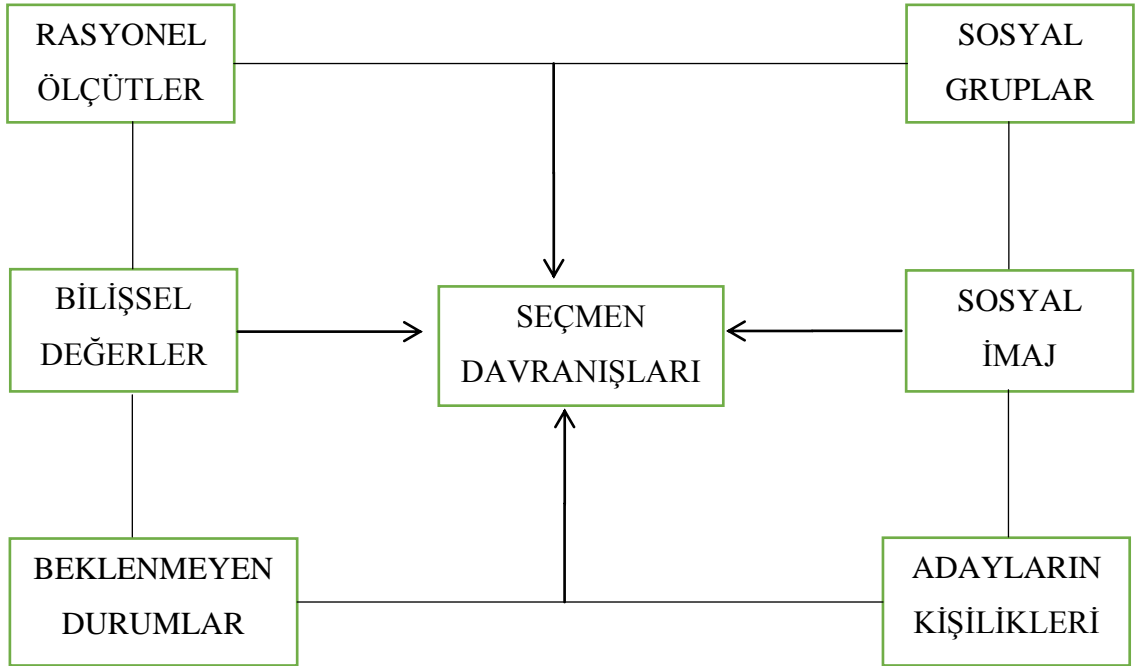 RASYONEL
ÖLÇÜTLER
SOSYAL
GRUPLAR
BİLİŞSEL
DEĞERLER
SEÇMEN
DAVRANIŞLARI
SOSYAL
İMAJ
BEKLENMEYEN
DURUMLAR
ADAYLARIN
KİŞİLİKLERİ